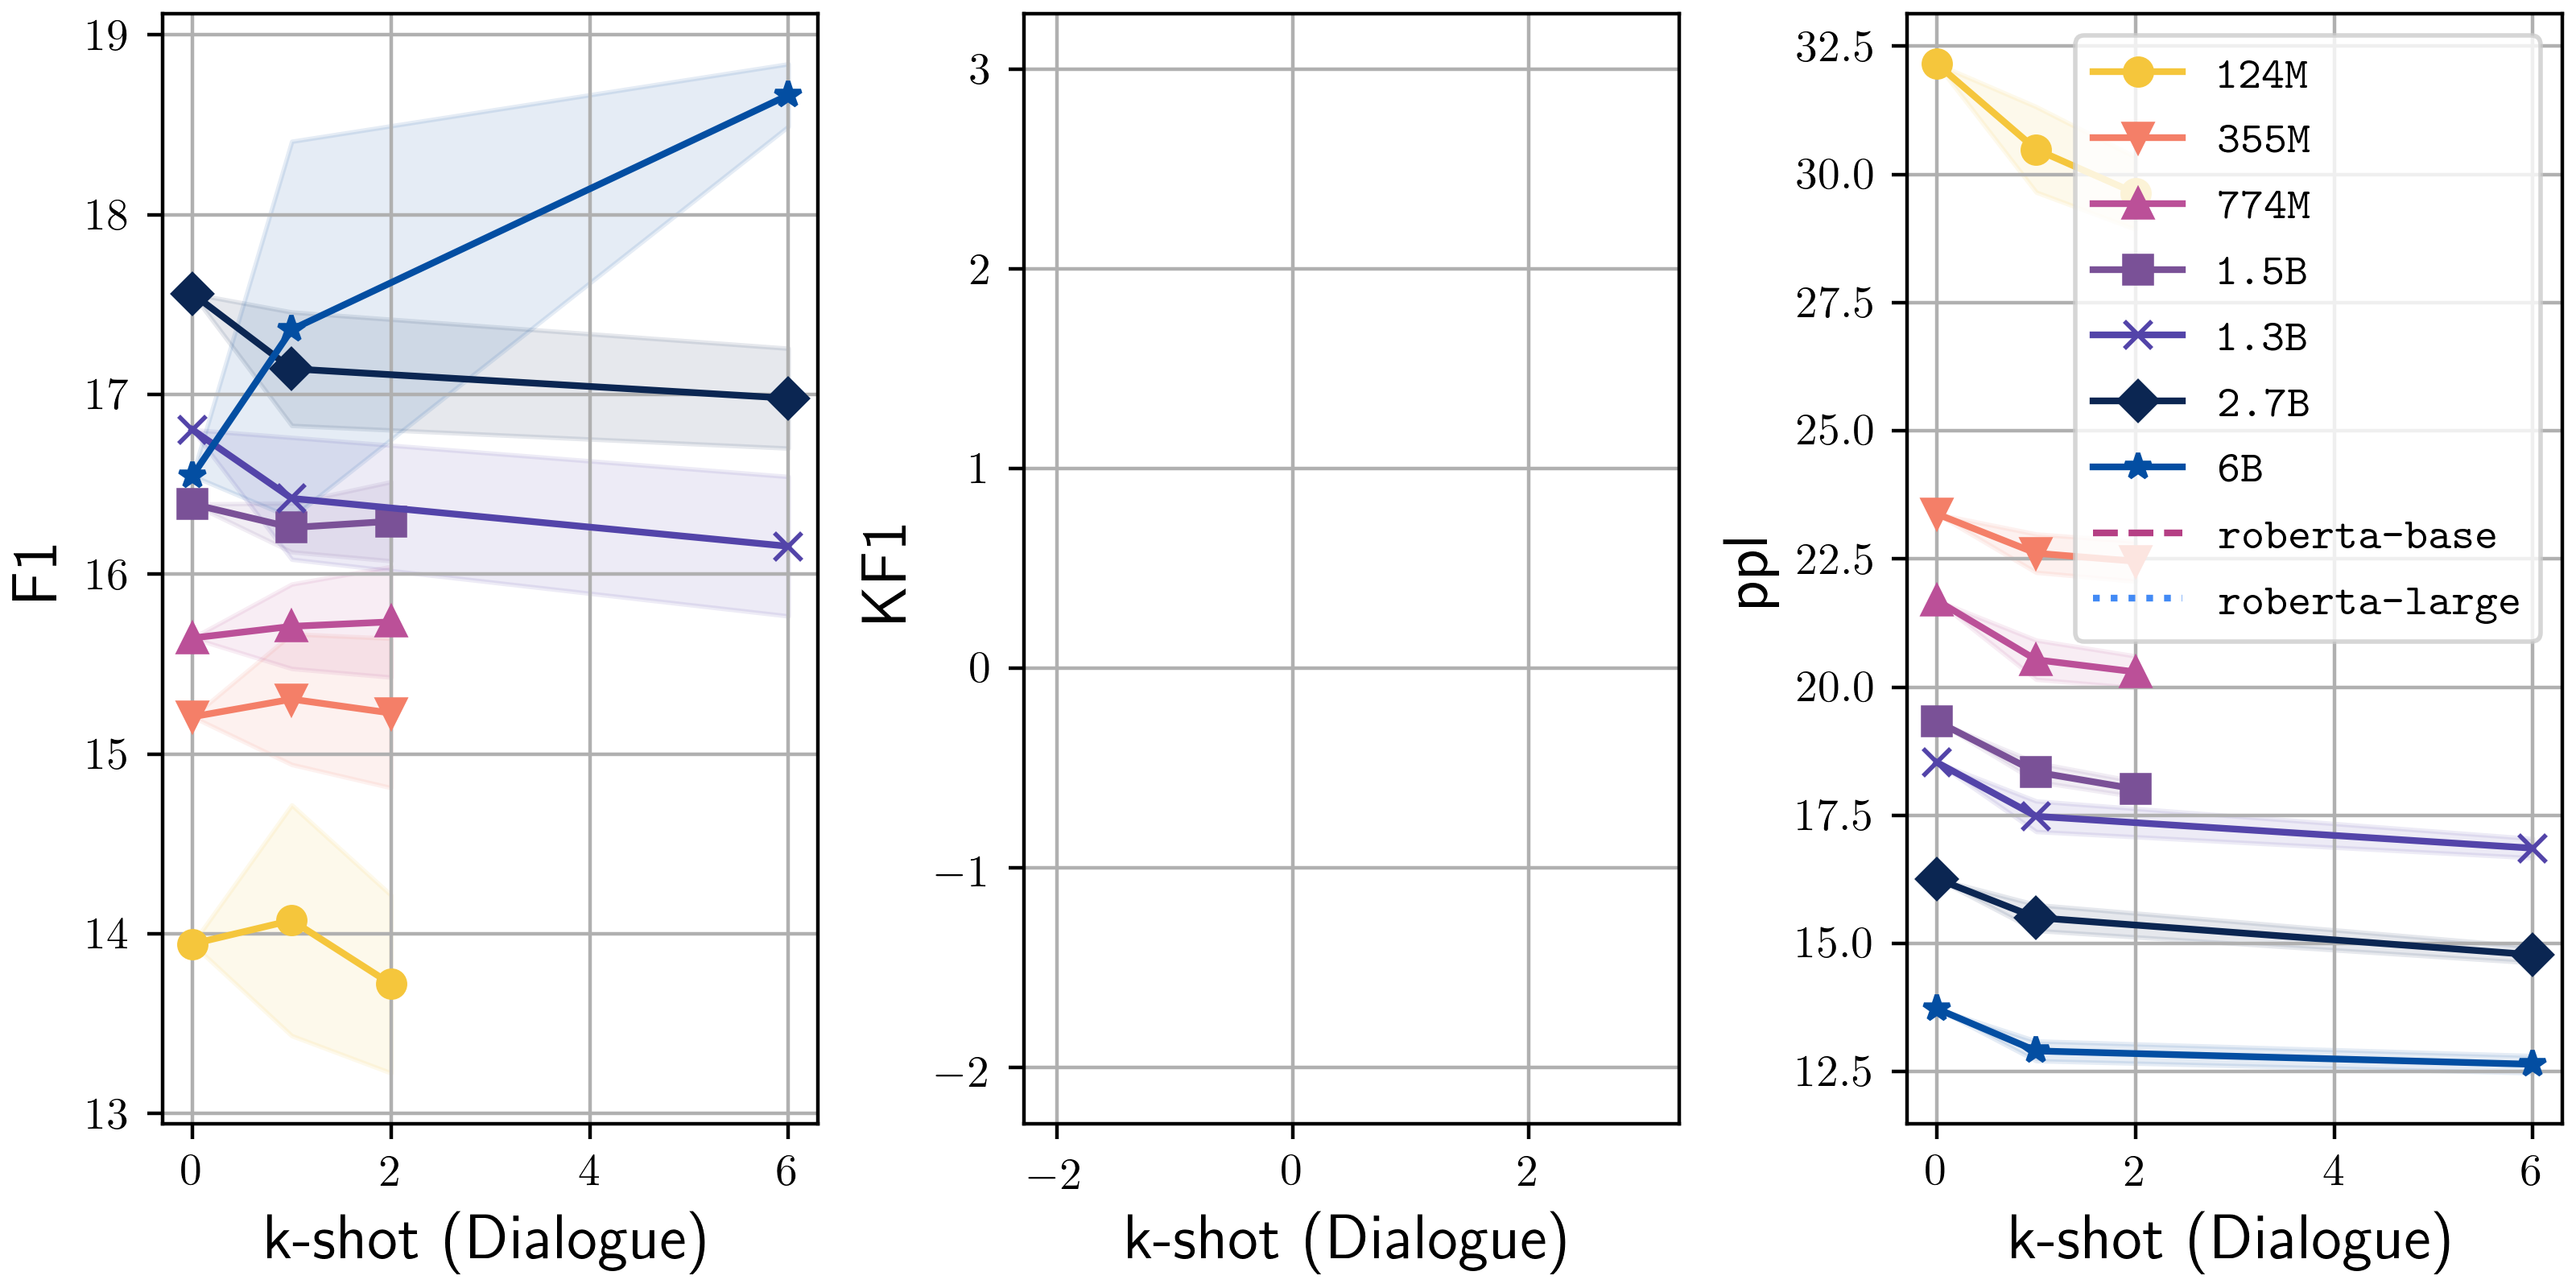 F1
19
18
17
16
15
14
13
0 2 4 6
k-shot (Dialogue)
KF1
3
2
1
0
−1
−2
−2 0 2
k-shot (Dialogue)
ppl
32.5
30.0
27.5
25.0
22.5
20.0
17.5
15.0
12.5
0 2 4 6
k-shot (Dialogue)
124M
355M
774M
1.5B
1.3B
2.7B
6B
roberta-base
roberta-large